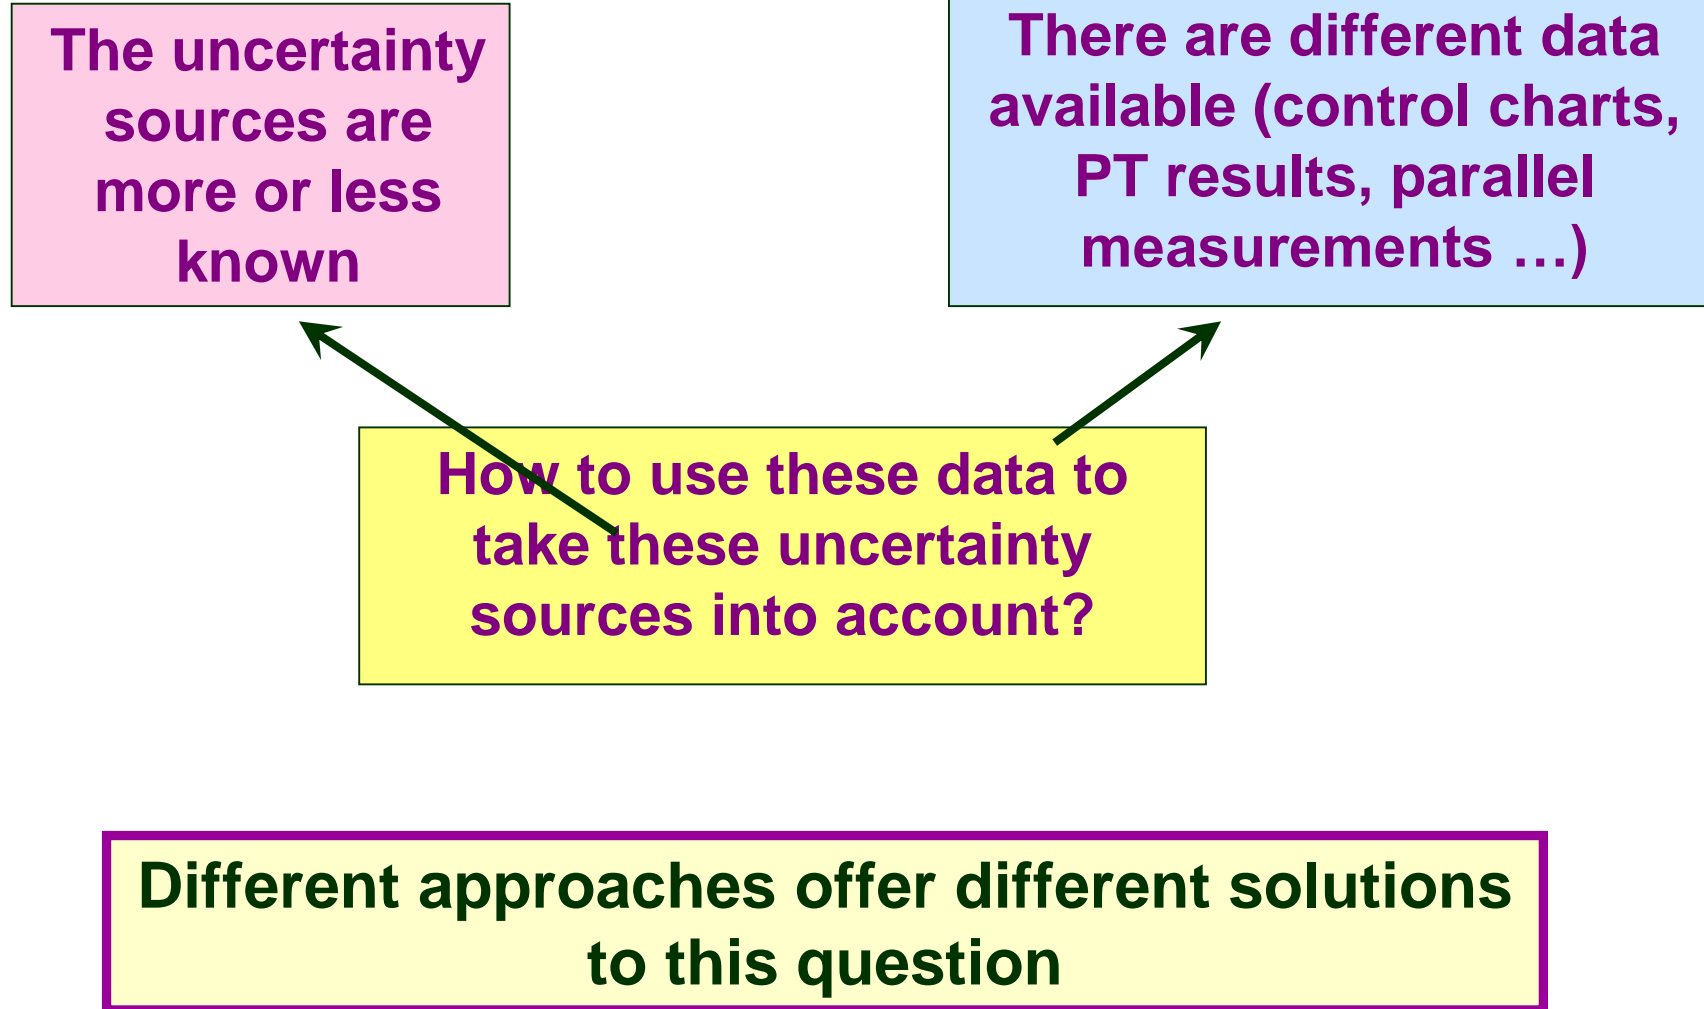 The uncertainty
sources are
more or less
known
There are different data
available (control charts,
PT results, parallel
measurements …)
How to use these data to
take these uncertainty
sources into account?
Different approaches offer different solutions
to this question